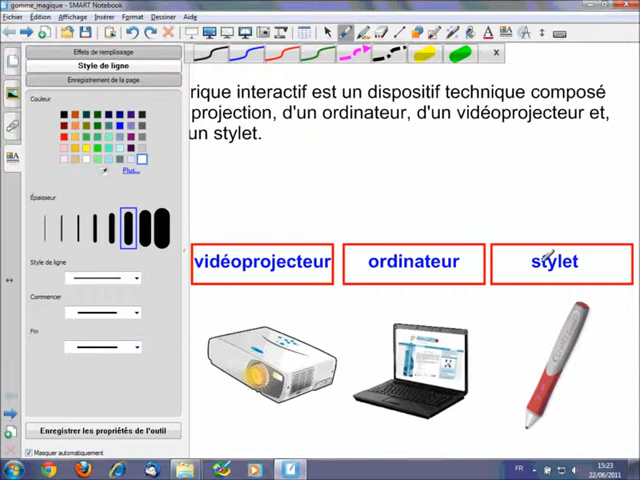 gomme_magique - SMART Notebook
Fichier Edition Affichage Insérer Format Dessiner Aide
Effets de remplissage
Style de ligne
Enregistrement de la page
Couleur
Plus...
Épaisseur
Style de ligne
Commencer
Fin
Enregistrer les propriétés de l'outil
Masquer automatiquement
rique interactif est un dispositif technique composé
projection, d'un ordinateur, d'un vidéoprojecteur et,
un stylet.
vidéoprojecteur ordinateur stylet
FR 15:23
22/06/2011